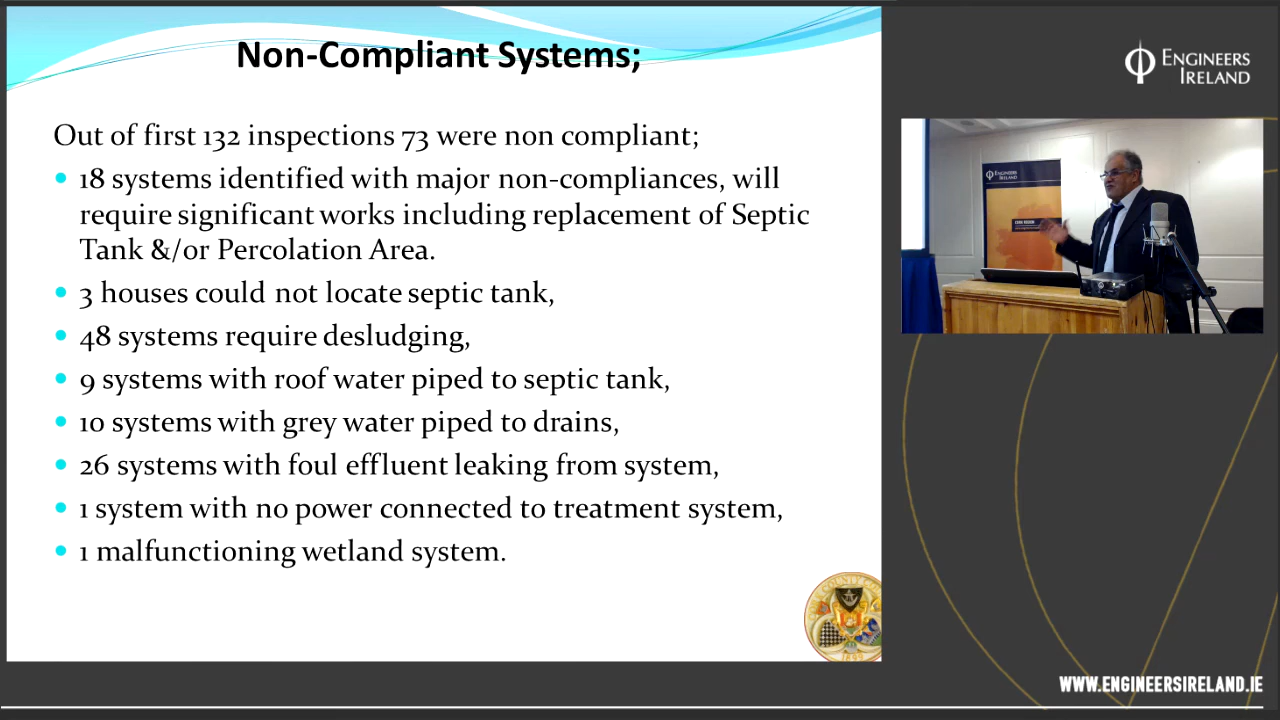 Non-Compliant Systems;
Out of first 132 inspections 73 were non compliant;
18 systems identified with major non-compliances, will
require significant works including replacement of Septic
Tank &/or Percolation Area.
3 houses could not locate septic tank,
48 systems require desludging,
9 systems with roof water piped to septic tank,
10 systems with grey water piped to drains,
26 systems with foul effluent leaking from system,
1 system with no power connected to treatment system,
1 malfunctioning wetland system.
ENGINEERS
IRELAND
ENGINEERS
IRELAND
WWW.ENGINEERSIRELAND.IE